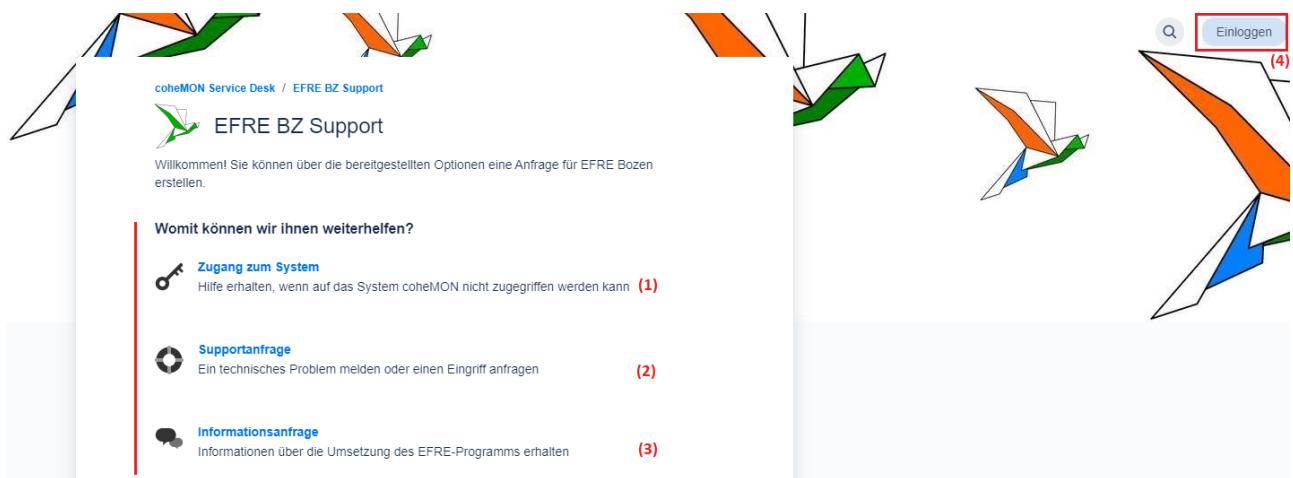 Einloggen
(4)
coheMON Service Desk / EFRE BZ Support
EFRE BZ Support
Willkommen! Sie können über die bereitgestellten Optionen eine Anfrage für EFRE Bozen
erstellen.
Womit können wir ihnen weiterhelfen?
Zugang zum System
Hilfe erhalten, wenn auf das System coheMON nicht zugegriffen werden kann (1)
Supportanfrage
Ein technisches Problem melden oder einen Eingriff anfragen (2)
Informationsanfrage
Informationen über die Umsetzung des EFRE-Programms erhalten (3)